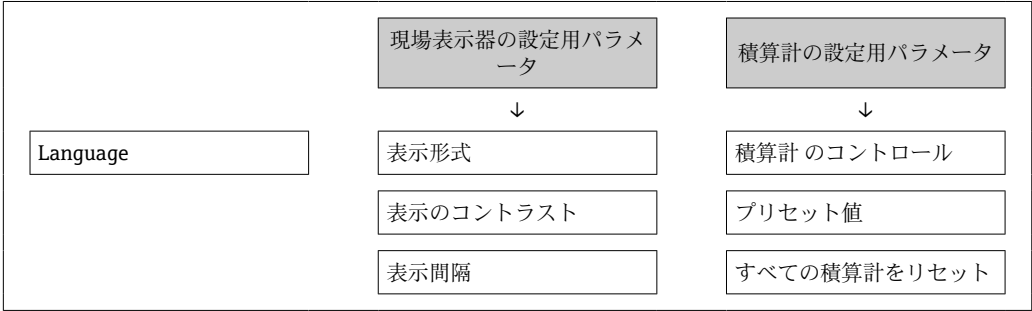 現場表示器の設定用パラメ
ータ
積算計の設定用パラメータ
↓
↓
Language
表示形式
積算計 のコントロール
表示のコントラスト
プリセット値
表示間隔
すべての積算計をリセット